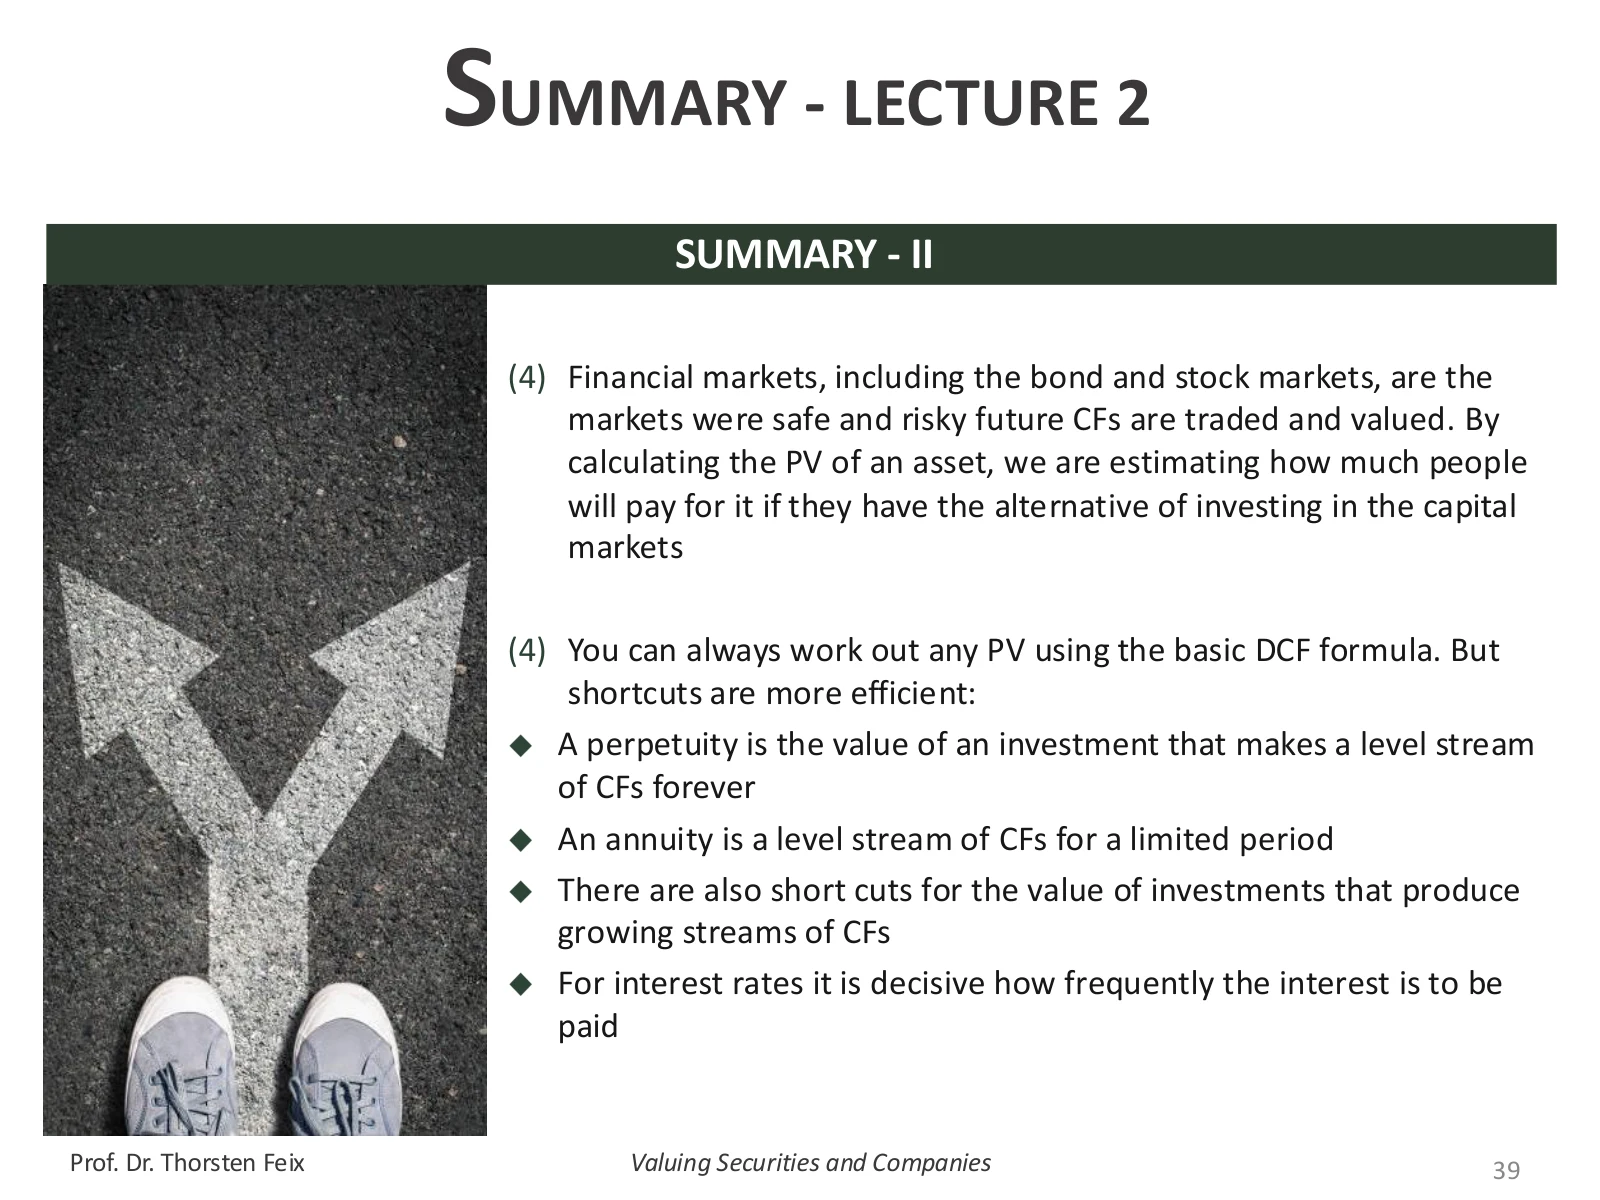 SUMMARY - LECTURE 2
SUMMARY - II
(4) Financial markets, including the bond and stock markets, are the
markets were safe and risky future CFs are traded and valued. By
calculating the PV of an asset, we are estimating how much people
will pay for it if they have the alternative of investing in the capital
markets
(4) You can always work out any PV using the basic DCF formula. But
shortcuts are more efficient:
◆ A perpetuity is the value of an investment that makes a level stream
of CFs forever
◆ An annuity is a level stream of CFs for a limited period
◆ There are also short cuts for the value of investments that produce
growing streams of CFs
◆ For interest rates it is decisive how frequently the interest is to be
paid
Prof. Dr. Thorsten Feix
Valuing Securities and Companies
39